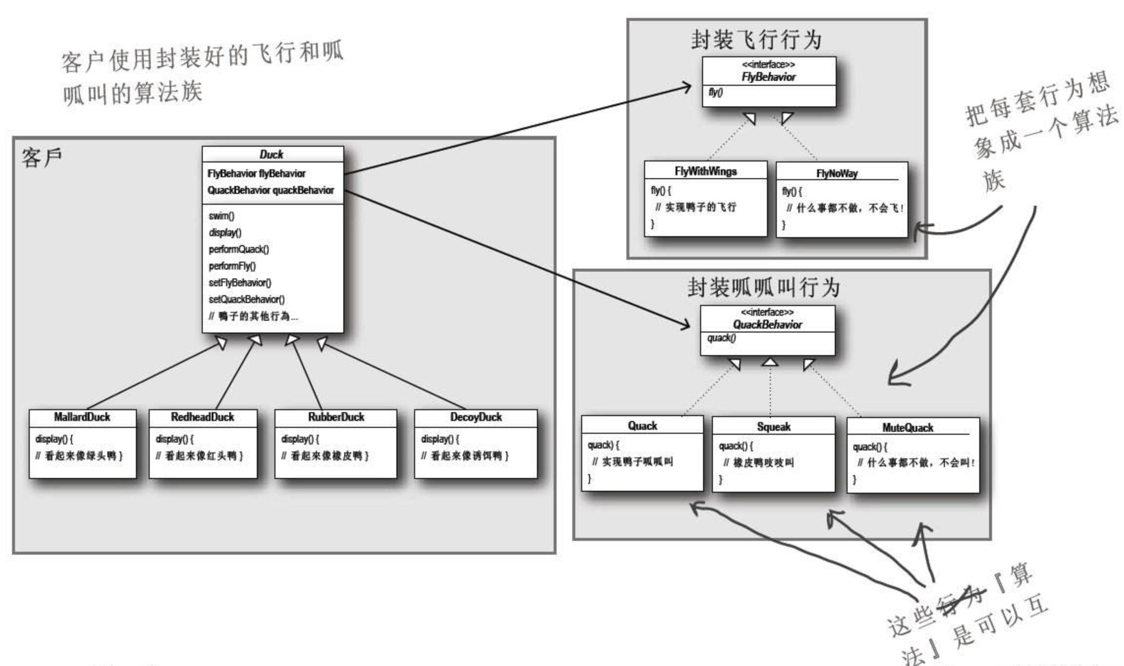 客户使用封装好的飞行和呱
呱叫的算法族
客戶
Duck
FlyBehavior flyBehavior
QuackBehavior quackBehavior
swim()
display()
performQuack()
performFly()
setFlyBehavior()
setQuackBehavior()
// 鸭子的其他行為...
MallardDuck
display() {
// 看起来像绿头鸭 }
RedheadDuck
display() {
// 看起来像红头鸭 }
RubberDuck
display() {
// 看起來像橡皮鸭 }
DecoyDuck
display() {
// 看起來像诱饵鸭 }
封装飞行行为
<<interface>>
FlyBehavior
fly()
FlyWithWings
fly() {
// 实现鸭子的飞行
}
FlyNoWay
fly() {
// 什么事都不做，不会飞！
}
把每套行为想
象成一个算法
族
封装呱呱叫行为
<<interface>>
QuackBehavior
quack()
Quack
quack) {
// 实现鸭子呱呱叫
}
Squeak
quack() {
// 橡皮鸭吱吱叫
}
MuteQuack
quack() {
// 什么事都不做，不会叫！
}
这些行为『算
法』是可以互